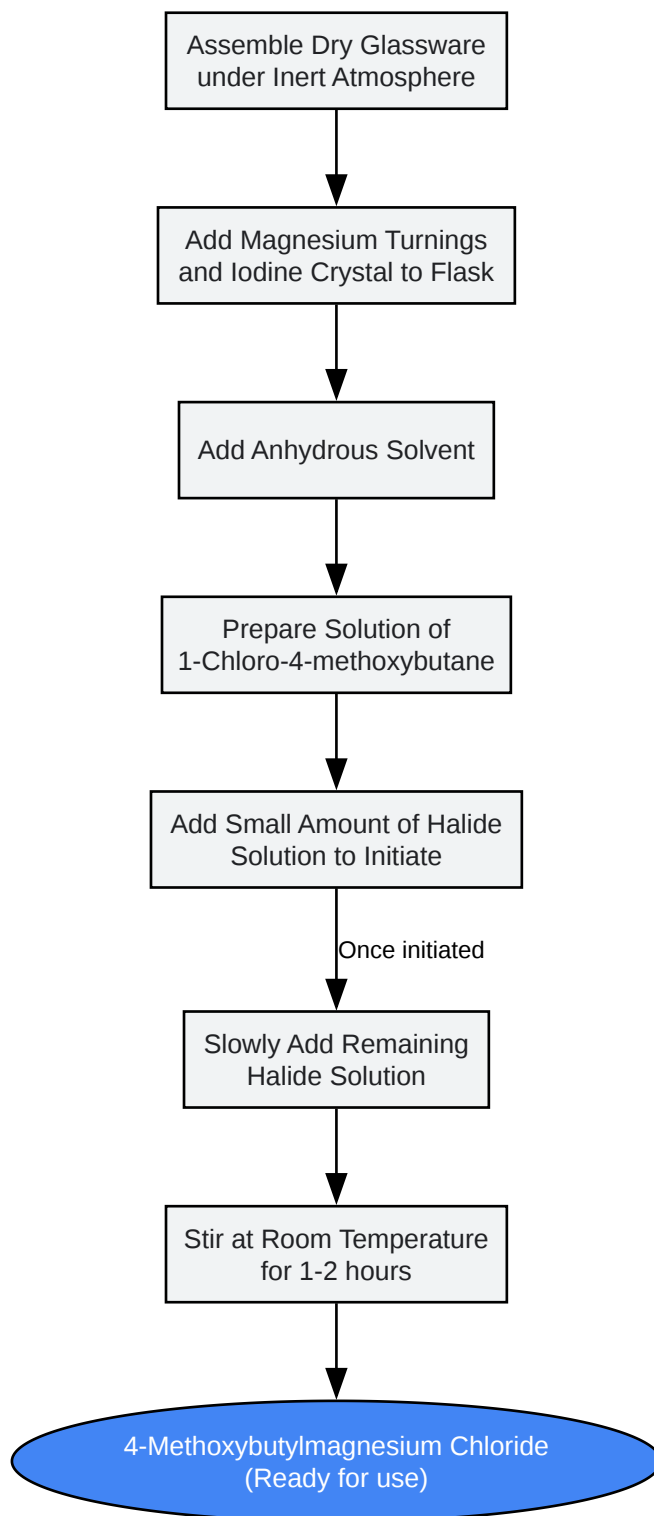 Assemble Dry Glassware
under Inert Atmosphere
Add Magnesium Turnings
and Iodine Crystal to Flask
Add Anhydrous Solvent
Prepare Solution of
1-Chloro-4-methoxybutane
Add Small Amount of Halide
Solution to Initiate
Once initiated
Slowly Add Remaining
Halide Solution
Stir at Room Temperature
for 1-2 hours
4-Methoxybutylmagnesium Chloride
(Ready for use)